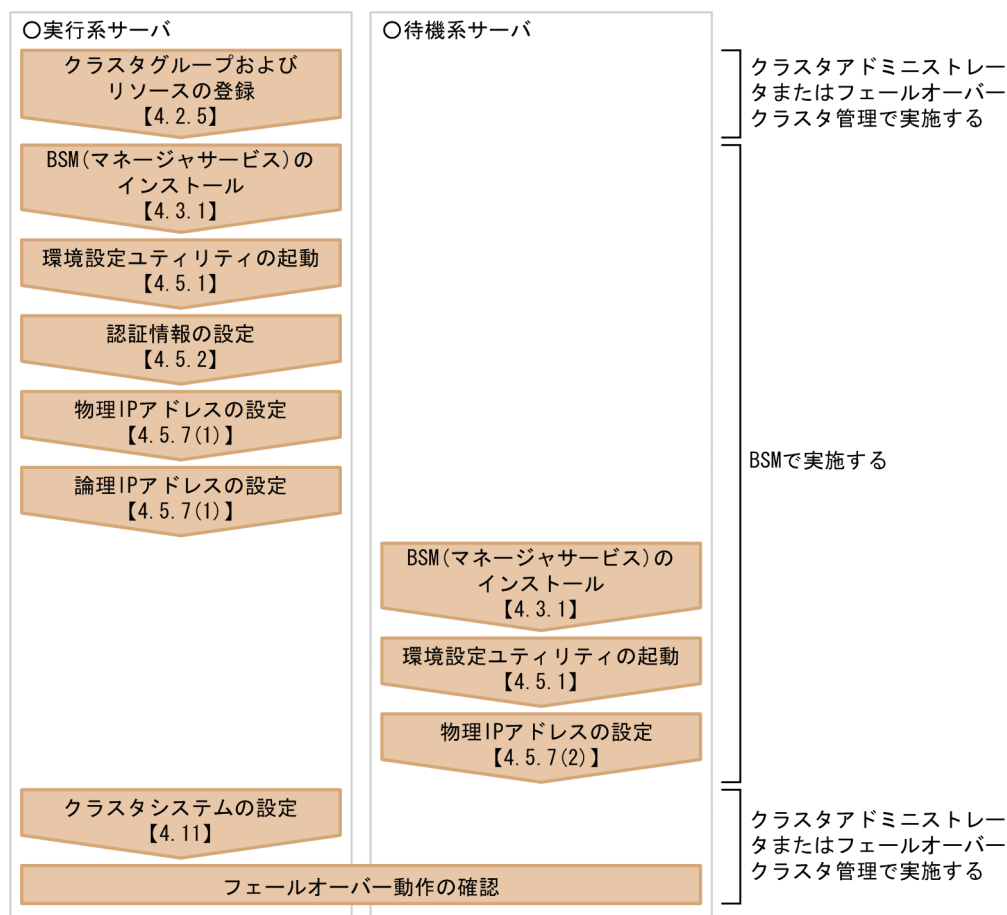 ○実行系サーバ
○待機系サーバ
クラスタグループおよび
リソースの登録
【4.2.5】
クラスタアドミニストレー
タまたはフェールオーバー
クラスタ管理で実施する
BSM(マネージャサービス)の
インストール
【4.3.1】
環境設定ユティリティの起動
【4.5.1】
認証情報の設定
【4.5.2】
物理IPアドレスの設定
【4.5.7(1)】
論理IPアドレスの設定
【4.5.7(1)】
BSMで実施する
BSM(マネージャサービス)の
インストール
【4.3.1】
環境設定ユティリティの起動
【4.5.1】
物理IPアドレスの設定
【4.5.7(2)】
クラスタシステムの設定
【4.11】
クラスタアドミニストレー
タまたはフェールオーバー
クラスタ管理で実施する
フェールオーバー動作の確認